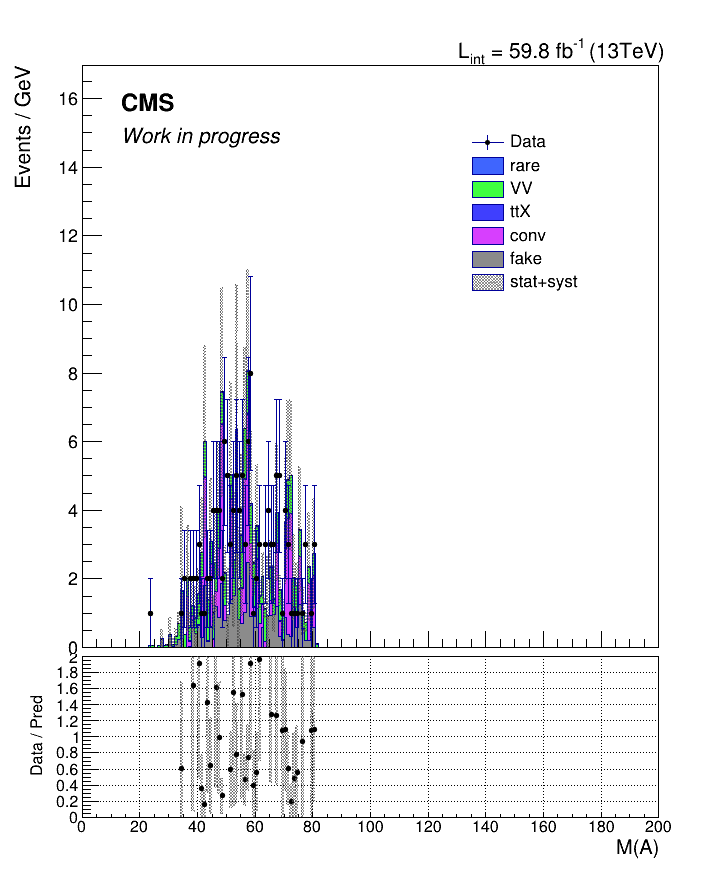 L_int = 59.8 fb^-1 (13TeV)
Events / GeV
CMS
Work in progress
Data
rare
VV
ttX
conv
fake
stat+syst
16
14
12
10
8
6
4
2
0
Data / Pred
2
1.8
1.6
1.4
1.2
1
0.8
0.6
0.4
0.2
0
0 20 40 60 80 100 120 140 160 180 200
M(A)